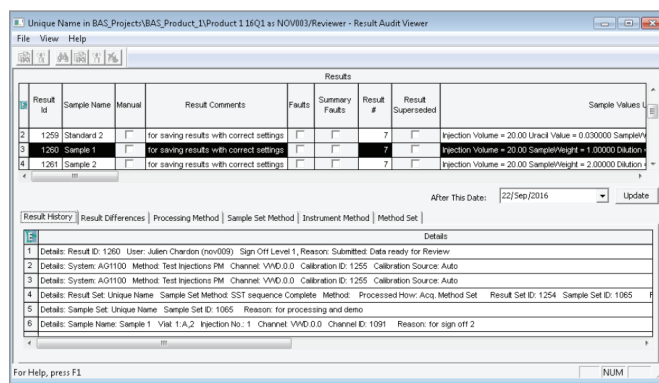 Unique Name in BAS_Projects\BAS_Product_1\Product 1 16Q1 as NOV003/Reviewer - Result Audit Viewer
File View Help
Results
Result Id Sample Name Manual Result Comments Faults Summary Faults Result # Result Superseded Sample Values U
2 1259 Standard 2 for saving results with correct settings 7 Injection Volume = 20.00 Uracil Value = 0.030000 SampleW
3 1260 Sample 1 for saving results with correct settings 7 Injection Volume = 20.00 SampleWeight = 1.00000 Dilution =
4 1261 Sample 2 for saving results with correct settings 7 Injection Volume = 20.00 SampleWeight = 2.00000 Dilution =
After This Date: 22/Sep/2016 Update
Result History Result Differences Processing Method Sample Set Method Instrument Method Method Set
Details
1 Details: Result ID: 1260 User: Julien Chardon (nov009) Sign Off Level 1, Reason: Submitted: Data ready for Review
2 Details: System: AG1100 Method: Test Injections PM Channel: VWD.0.0 Calibration ID: 1255 Calibration Source: Auto
3 Details: System: AG1100 Method: Test Injections PM Channel: VWD.0.0 Calibration ID: 1255 Calibration Source: Auto
4 Details: Result Set: Unique Name Sample Set Method: SST sequence Complete Method: Processed How: Acq. Method Set Result Set ID: 1254 Sample Set ID: 1065
5 Details: Sample Set: Unique Name Sample Set ID: 1065 Reason: for processing and demo
6 Details: Sample Name: Sample 1 Vial: 1:A,2 Injection No.: 1 Channel: VWD.0.0 Channel ID: 1091 Reason: for sign off 2
For Help, press F1 NUM